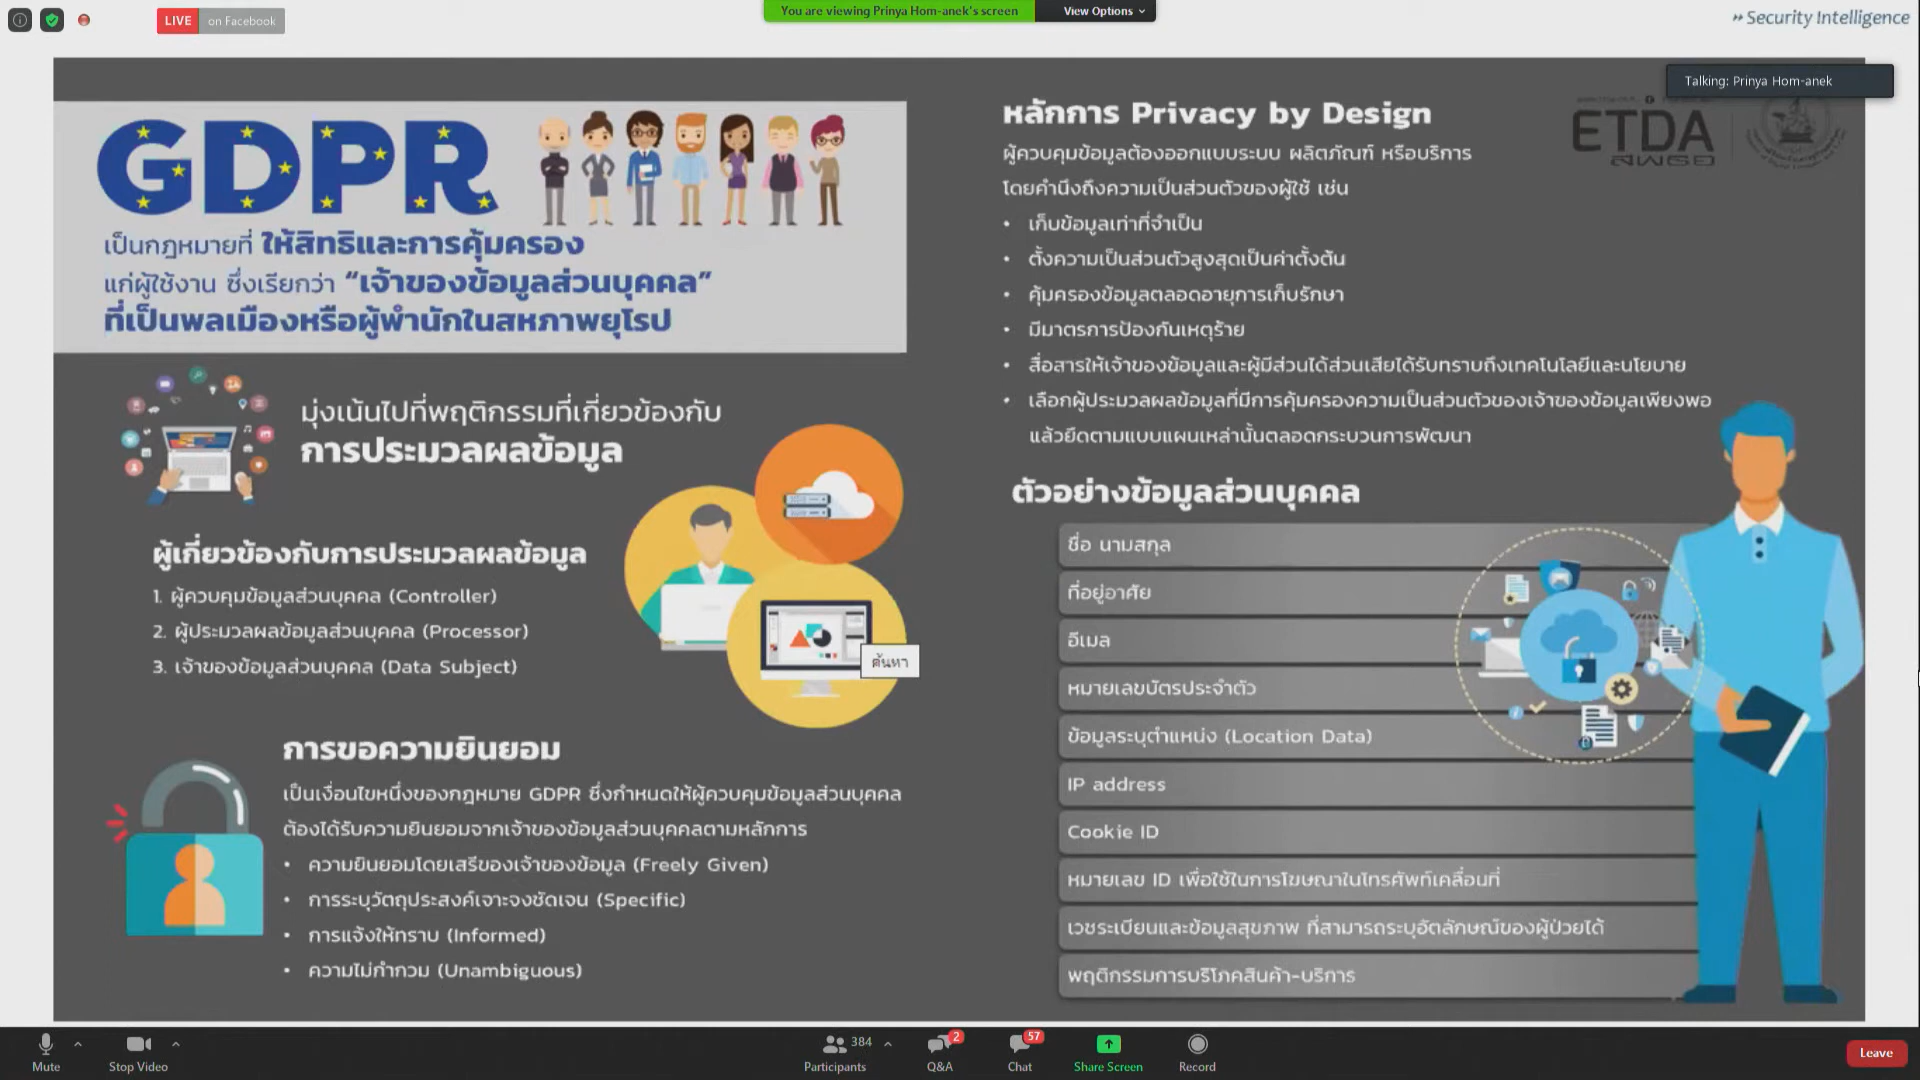 LIVE on Facebook
You are viewing Prinya Hom-anek's screen
View Options
Security Intelligence
Talking: Prinya Hom-anek
GDPR
เป็นกฎหมายที่ ให้สิทธิและการคุ้มครอง
แก่ผู้ใช้งาน ซึ่งเรียกว่า “เจ้าของข้อมูลส่วนบุคคล”
ที่เป็นพลเมืองหรือผู้พำนักในสหภาพยุโรป
มุ่งเน้นไปที่พฤติกรรมที่เกี่ยวข้องกับ
การประมวลผลข้อมูล
ผู้เกี่ยวข้องกับการประมวลผลข้อมูล
1. ผู้ควบคุมข้อมูลส่วนบุคคล (Controller)
2. ผู้ประมวลผลข้อมูลส่วนบุคคล (Processor)
3. เจ้าของข้อมูลส่วนบุคคล (Data Subject)
ค้นหา
การขอความยินยอม
เป็นเงื่อนไขหนึ่งของกฎหมาย GDPR ซึ่งกำหนดให้ผู้ควบคุมข้อมูลส่วนบุคคล
ต้องได้รับความยินยอมจากเจ้าของข้อมูลส่วนบุคคลตามหลักการ
• ความยินยอมโดยเสรีของเจ้าของข้อมูล (Freely Given)
• การระบุวัตถุประสงค์เจาะจงชัดเจน (Specific)
• การแจ้งให้ทราบ (Informed)
• ความไม่กำกวม (Unambiguous)
หลักการ Privacy by Design
ETDA
สพธอ
ผู้ควบคุมข้อมูลต้องออกแบบระบบ ผลิตภัณฑ์ หรือบริการ
โดยคำนึงถึงความเป็นส่วนตัวของผู้ใช้ เช่น
• เก็บข้อมูลเท่าที่จำเป็น
• ตั้งความเป็นส่วนตัวสูงสุดเป็นค่าตั้งต้น
• คุ้มครองข้อมูลตลอดอายุการเก็บรักษา
• มีมาตรการป้องกันเหตุร้าย
• สื่อสารให้เจ้าของข้อมูลและผู้มีส่วนได้ส่วนเสียได้รับทราบถึงเทคโนโลยีและนโยบาย
• เลือกผู้ประมวลผลข้อมูลที่มีการคุ้มครองความเป็นส่วนตัวของเจ้าของข้อมูลเพียงพอ
แล้วยึดตามแบบแผนเหล่านั้นตลอดกระบวนการพัฒนา
ตัวอย่างข้อมูลส่วนบุคคล
ชื่อ นามสกุล
ที่อยู่อาศัย
อีเมล
หมายเลขบัตรประจำตัว
ข้อมูลระบุตำแหน่ง (Location Data)
IP address
Cookie ID
หมายเลข ID เพื่อใช้ในการโฆษณาในโทรศัพท์เคลื่อนที่
เวชระเบียนและข้อมูลสุขภาพ ที่สามารถระบุอัตลักษณ์ของผู้ป่วยได้
พฤติกรรมการบริโภคสินค้า-บริการ
Mute
Stop Video
384
Participants
2
Q&A
57
Chat
Share Screen
Record
Leave